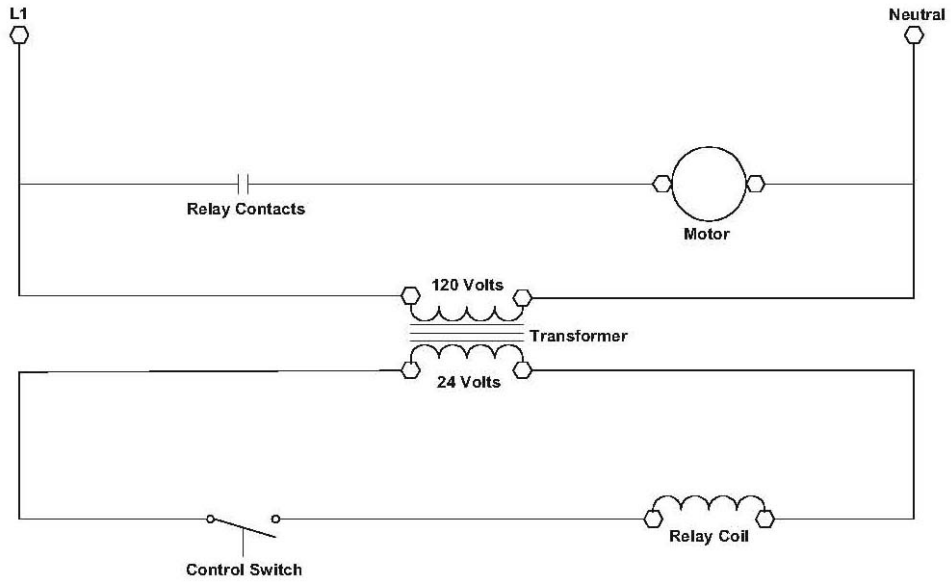 L1
Neutral
Relay Contacts
Motor
120 Volts
Transformer
24 Volts
Relay Coil
Control Switch